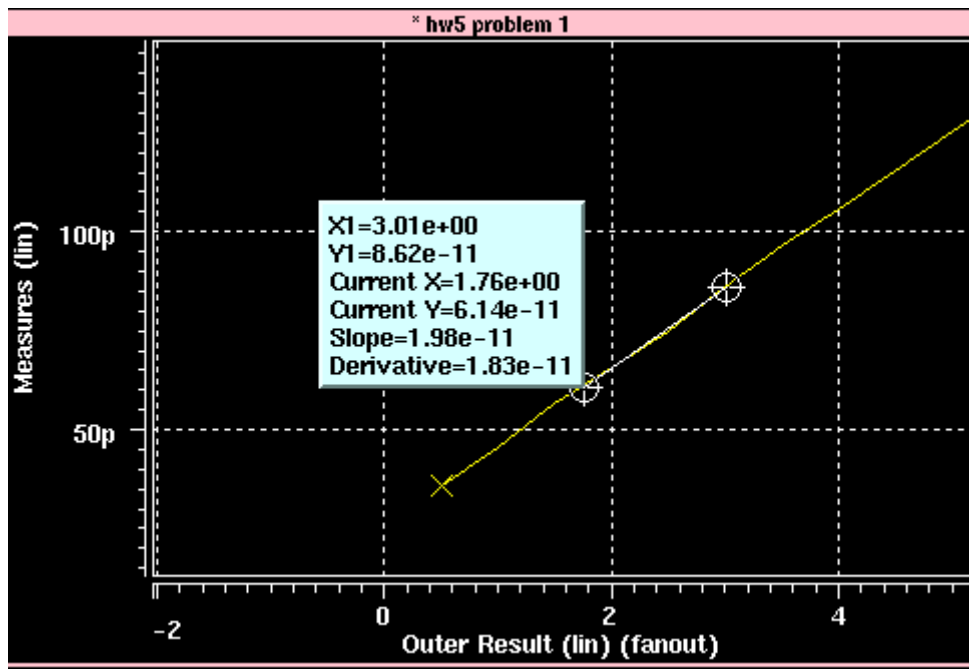 * hw5 problem 1
Measures (lin)
100p
50p
X1=3.01e+00
Y1=8.62e-11
Current X=1.76e+00
Current Y=6.14e-11
Slope=1.98e-11
Derivative=1.83e-11
-2
0
2
4
Outer Result (lin) (fanout)